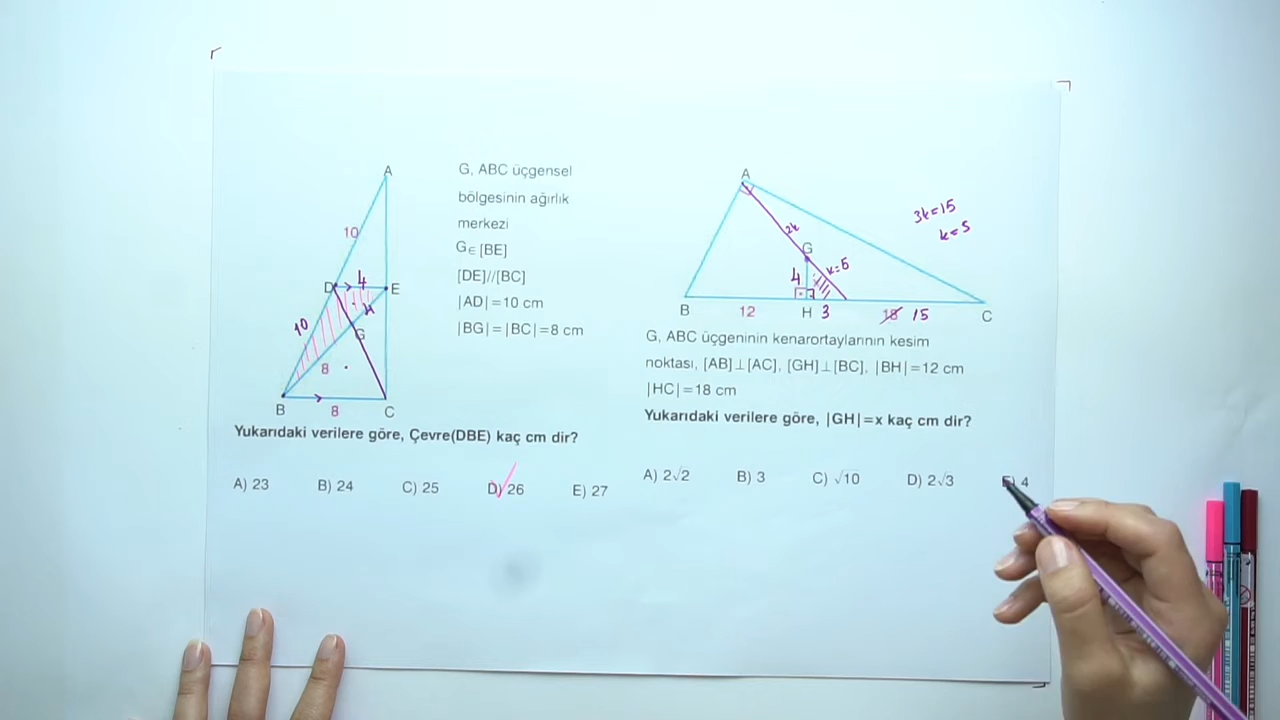 A
10
D
4
E
10
k
G
8
B
8
C
G, ABC üçgensel
bölgesinin ağırlık
merkezi
G∈[BE]
[DE]//[BC]
|AD|=10 cm
|BG|=|BC|=8 cm
Yukarıdaki verilere göre, Çevre(DBE) kaç cm dir?
A) 23 B) 24 C) 25 D) 26 E) 27
A
3k=15
k=5
2k
G
4
k=5
B
12
H
3
18
15
C
G, ABC üçgeninin kenarortaylarının kesim
noktası, [AB]⊥[AC], [GH]⊥[BC], |BH|=12 cm
|HC|=18 cm
Yukarıdaki verilere göre, |GH|=x kaç cm dir?
A) 2√2 B) 3 C) √10 D) 2√3 E) 4